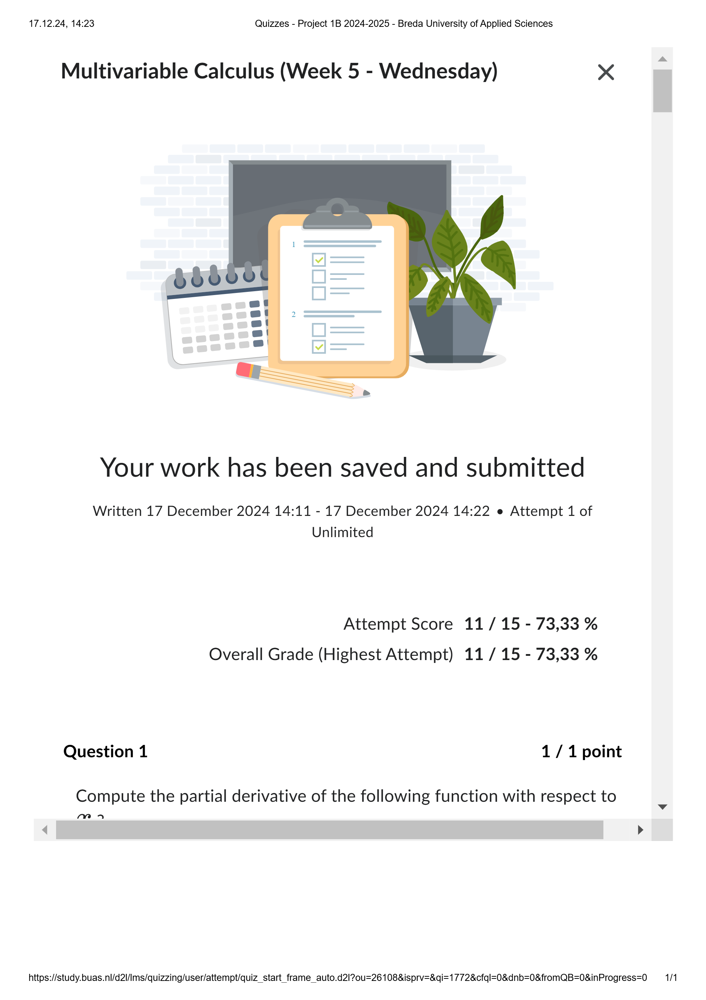 17.12.24, 14:23 Quizzes - Project 1B 2024-2025 - Breda University of Applied Sciences
Multivariable Calculus (Week 5 - Wednesday)
1
2
Your work has been saved and submitted
Written 17 December 2024 14:11 - 17 December 2024 14:22 • Attempt 1 of
Unlimited
Attempt Score 11 / 15 - 73,33 %
Overall Grade (Highest Attempt) 11 / 15 - 73,33 %
Question 1 1 / 1 point
Compute the partial derivative of the following function with respect to
https://study.buas.nl/d2l/lms/quizzing/user/attempt/quiz_start_frame_auto.d2l?ou=26108&isprv=&qi=1772&cfql=0&dnb=0&fromQB=0&inProgress=0 1/1